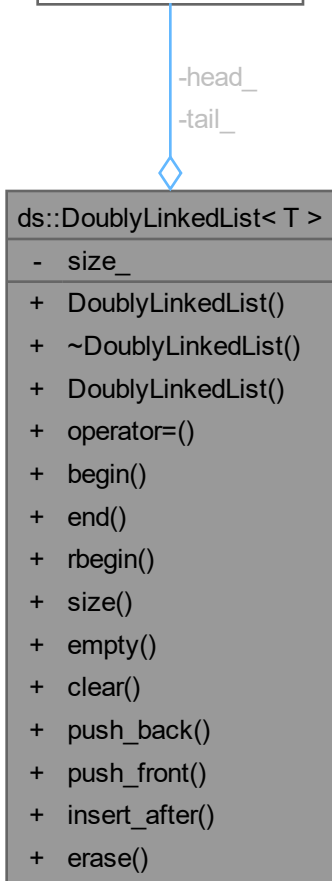 -head_
-tail_
ds::DoublyLinkedList< T >
- size_
+ DoublyLinkedList()
+ ~DoublyLinkedList()
+ DoublyLinkedList()
+ operator=()
+ begin()
+ end()
+ rbegin()
+ size()
+ empty()
+ clear()
+ push_back()
+ push_front()
+ insert_after()
+ erase()